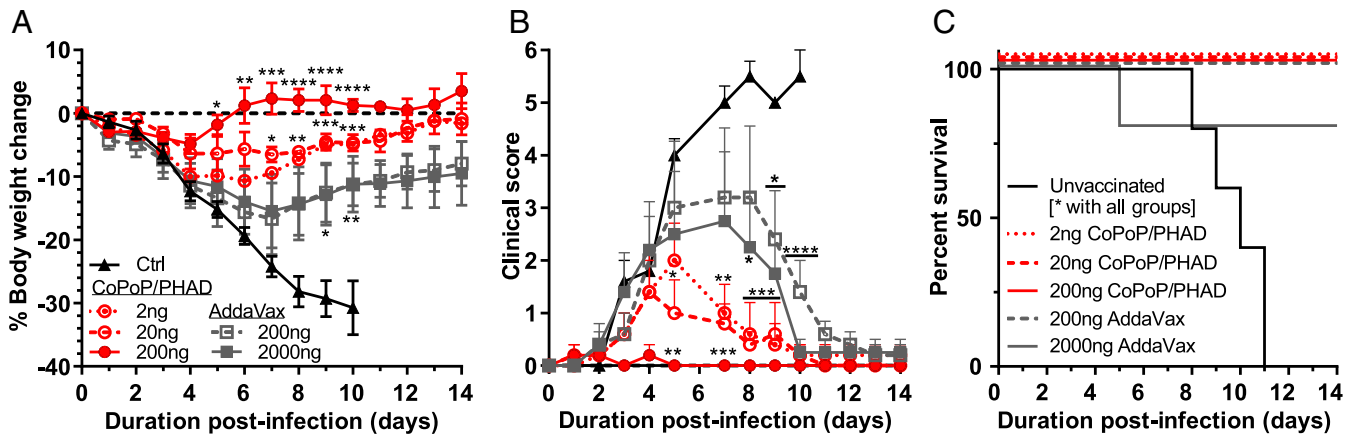 A
% Body weight change
10
0
-10
-20
-30
-40
*
**
***
****
****
****
*
**
***
***
*
**
Ctrl
CoPoP/PHAD
2ng
20ng
200ng
AddaVax
200ng
2000ng
0 2 4 6 8 10 12 14
Duration post-infection (days)
B
Clinical score
6
5
4
3
2
1
0
*
****
*
*
**
***
**
***
0 2 4 6 8 10 12 14
Duration post-infection (days)
C
Percent survival
100
50
0
Unvaccinated
[* with all groups]
2ng CoPoP/PHAD
20ng CoPoP/PHAD
200ng CoPoP/PHAD
200ng AddaVax
2000ng AddaVax
0 2 4 6 8 10 12 14
Duration post-infection (days)